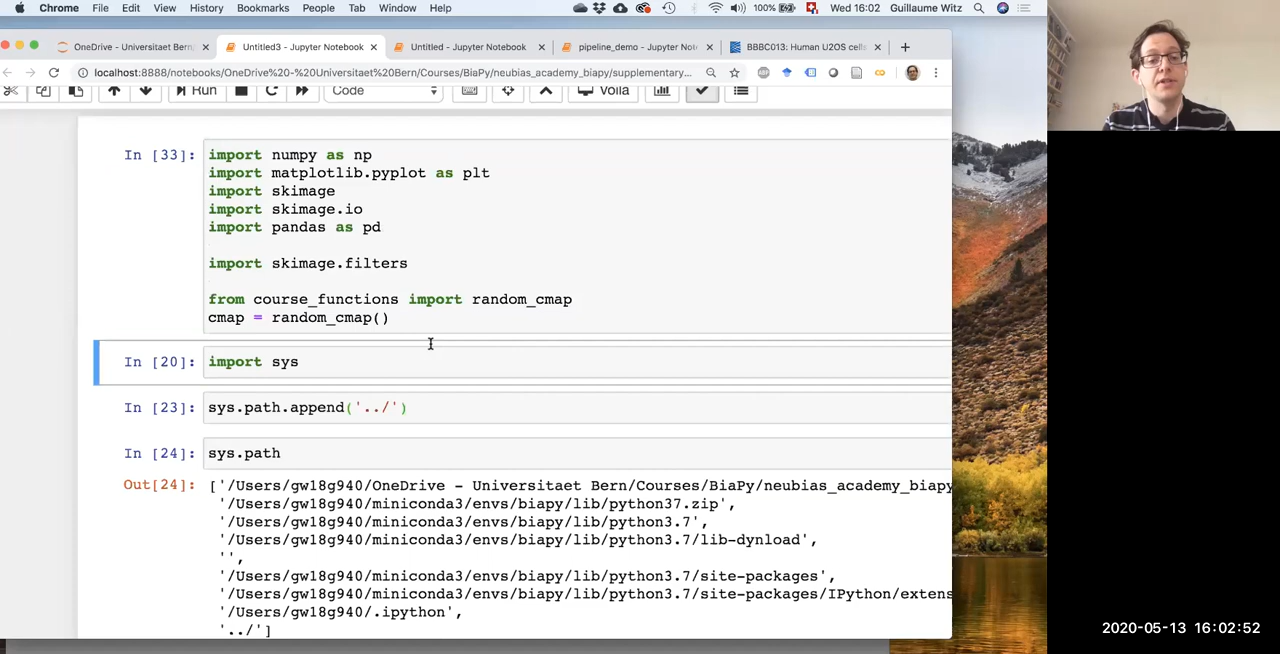 Chrome File Edit View History Bookmarks People Tab Window Help 100% Wed 16:02 Guillaume Witz
OneDrive - Universitaet Bern Untitled3 - Jupyter Notebook Untitled - Jupyter Notebook pipeline_demo - Jupyter Not BBBC013: Human U2OS cells
localhost:8888/notebooks/OneDrive%20-%20Universitaet%20Bern/Courses/BiaPy/neubias_academy_biapy/supplementary...
Run Code Voila
In [33]: import numpy as np
import matplotlib.pyplot as plt
import skimage
import skimage.io
import pandas as pd
import skimage.filters
from course_functions import random_cmap
cmap = random_cmap()
In [20]: import sys
In [23]: sys.path.append('../')
In [24]: sys.path
Out[24]: ['/Users/gw18g940/OneDrive - Universitaet Bern/Courses/BiaPy/neubias_academy_biapy
'/Users/gw18g940/miniconda3/envs/biapy/lib/python37.zip',
'/Users/gw18g940/miniconda3/envs/biapy/lib/python3.7',
'/Users/gw18g940/miniconda3/envs/biapy/lib/python3.7/lib-dynload',
'',
'/Users/gw18g940/miniconda3/envs/biapy/lib/python3.7/site-packages',
'/Users/gw18g940/miniconda3/envs/biapy/lib/python3.7/site-packages/IPython/extens
'/Users/gw18g940/.ipython',
'../']
2020-05-13 16:02:52